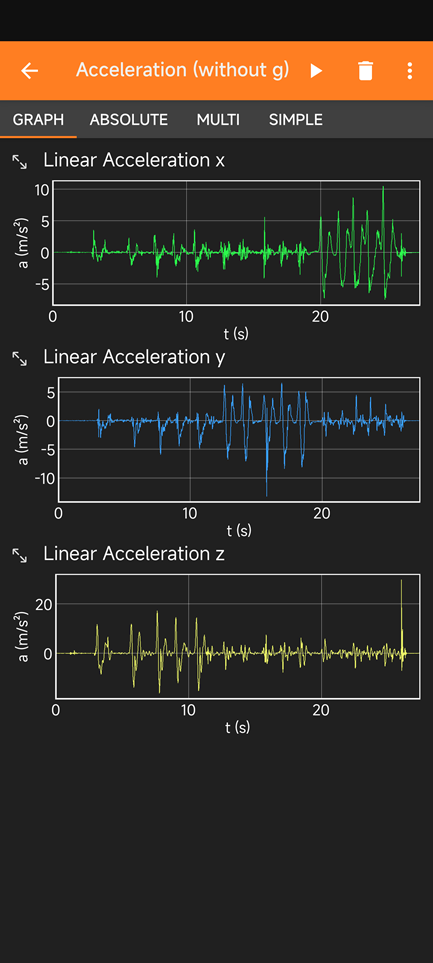 Acceleration (without g)
GRAPH ABSOLUTE MULTI SIMPLE
Linear Acceleration x
a (m/s²)
10
5
0
-5
0 10 20
t (s)
Linear Acceleration y
a (m/s²)
5
0
-5
-10
0 10 20
t (s)
Linear Acceleration z
a (m/s²)
20
0
0 10 20
t (s)